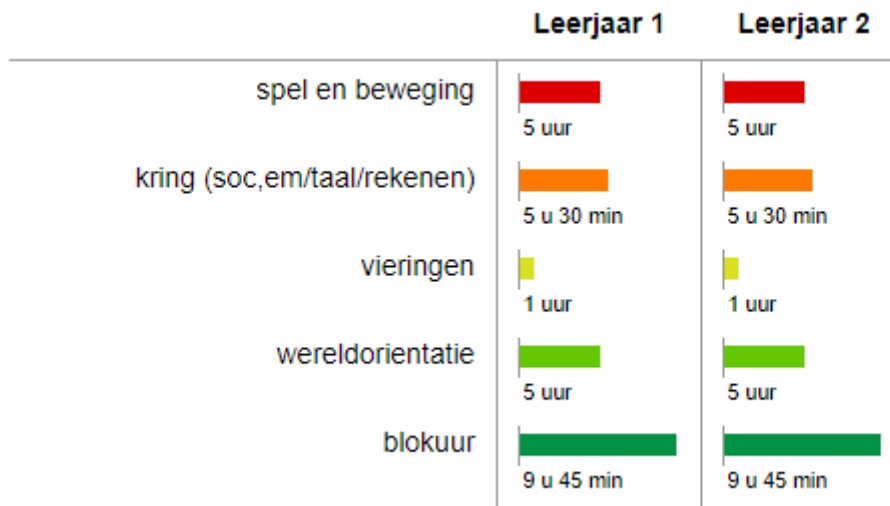 Leerjaar 1 Leerjaar 2
spel en beweging
5 uur 5 uur
kring (soc,em/taal/rekenen)
5 u 30 min 5 u 30 min
vieringen
1 uur 1 uur
wereldorientatie
5 uur 5 uur
blokuur
9 u 45 min 9 u 45 min